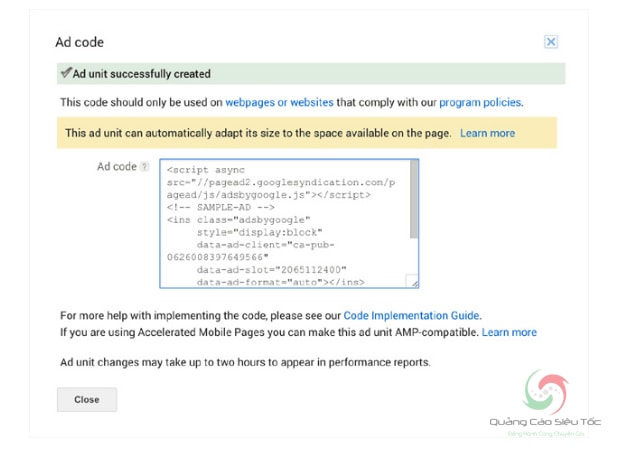 Ad code
Ad unit successfully created
This code should only be used on webpages or websites that comply with our program policies.
This ad unit can automatically adapt its size to the space available on the page. Learn more
Ad code ?
<script async
src="//pagead2.googlesyndication.com/p
agead/js/adsbygoogle.js"></script>
<!-- SAMPLE-AD -->
<ins class="adsbygoogle"
style="display:block"
data-ad-client="ca-pub-
0626008397649566"
data-ad-slot="2065112400"
data-ad-format="auto"></ins>
For more help with implementing the code, please see our Code Implementation Guide.
If you are using Accelerated Mobile Pages you can make this ad unit AMP-compatible. Learn more
Ad unit changes may take up to two hours to appear in performance reports.
Close
Quảng Cáo Siêu Tốc
Đồng Hành Cùng Chuyên Gia